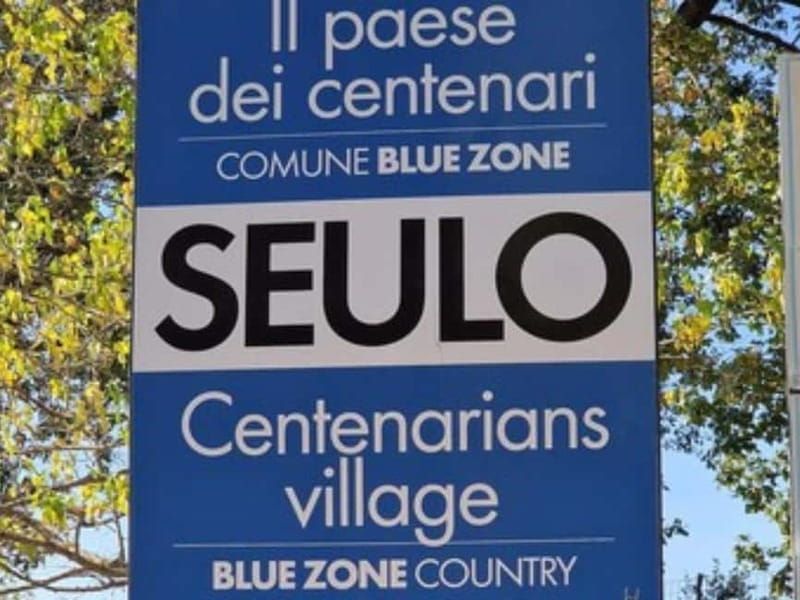 Il paese
dei centenari
COMUNE BLUE ZONE
SEULO
Centenarians
village
BLUE ZONE COUNTRY